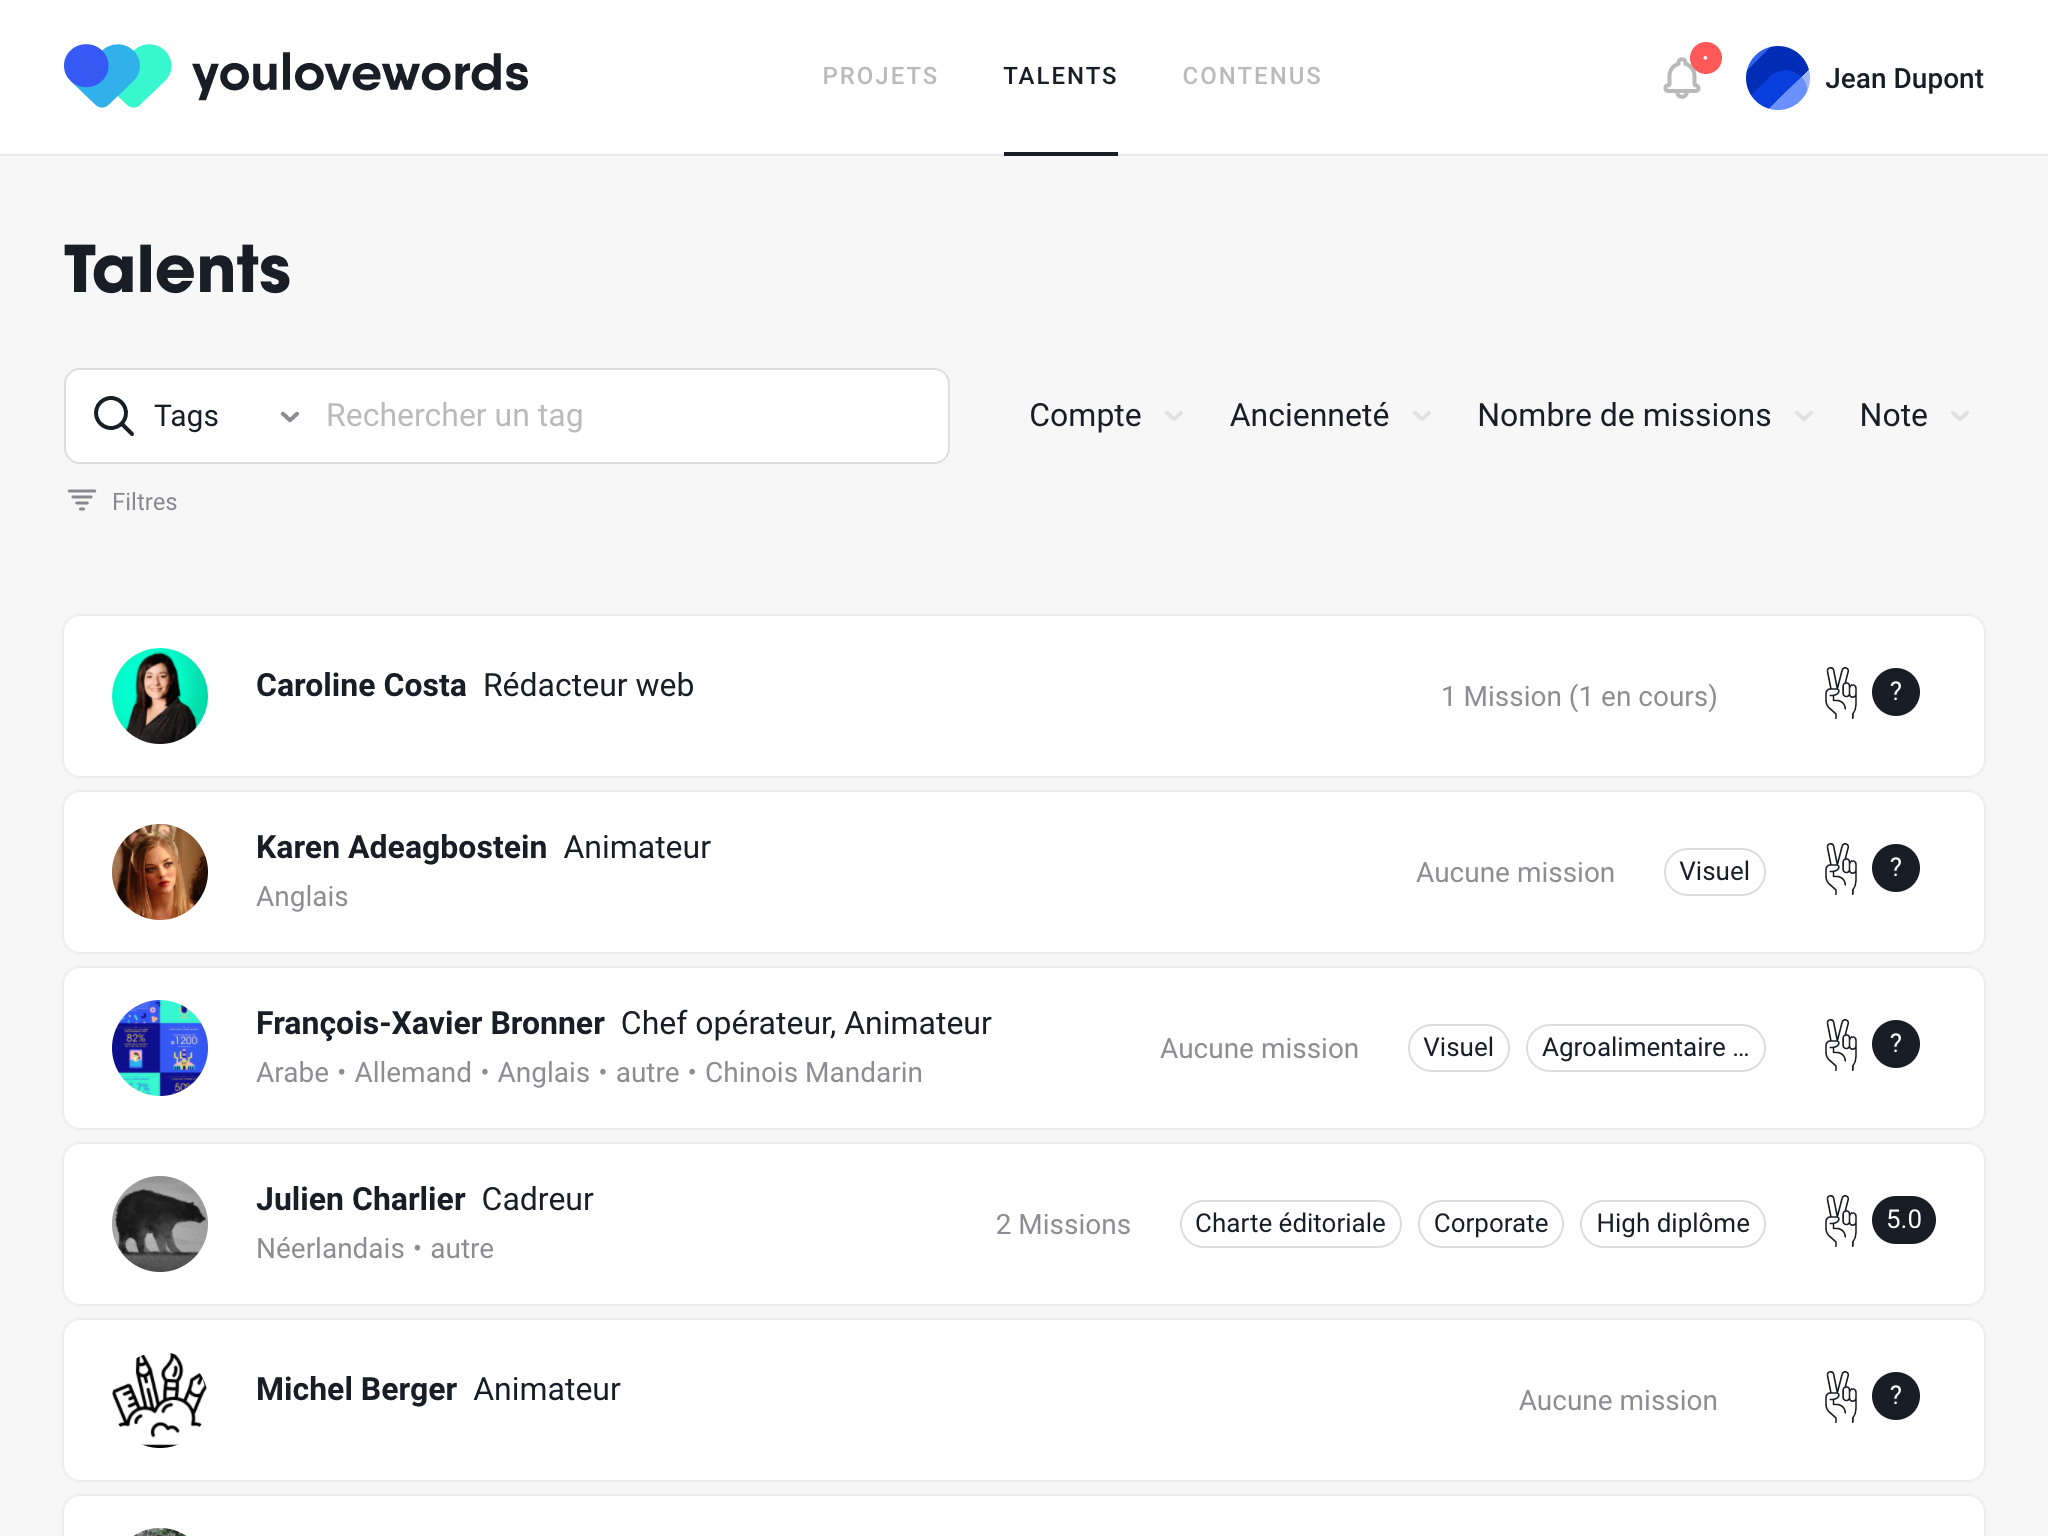 youlovewords
PROJETS
TALENTS
CONTENUS
Jean Dupont
Talents
Tags
Rechercher un tag
Compte
Ancienneté
Nombre de missions
Note
Filtres
Caroline Costa Rédacteur web
1 Mission (1 en cours)
?
Karen Adeagbostein Animateur
Anglais
Aucune mission
Visuel
?
82%
≥1200
François-Xavier Bronner Chef opérateur, Animateur
Arabe • Allemand • Anglais • autre • Chinois Mandarin
Aucune mission
Visuel
Agroalimentaire ...
?
Julien Charlier Cadreur
Néerlandais • autre
2 Missions
Charte éditoriale
Corporate
High diplôme
5.0
Michel Berger Animateur
Aucune mission
?